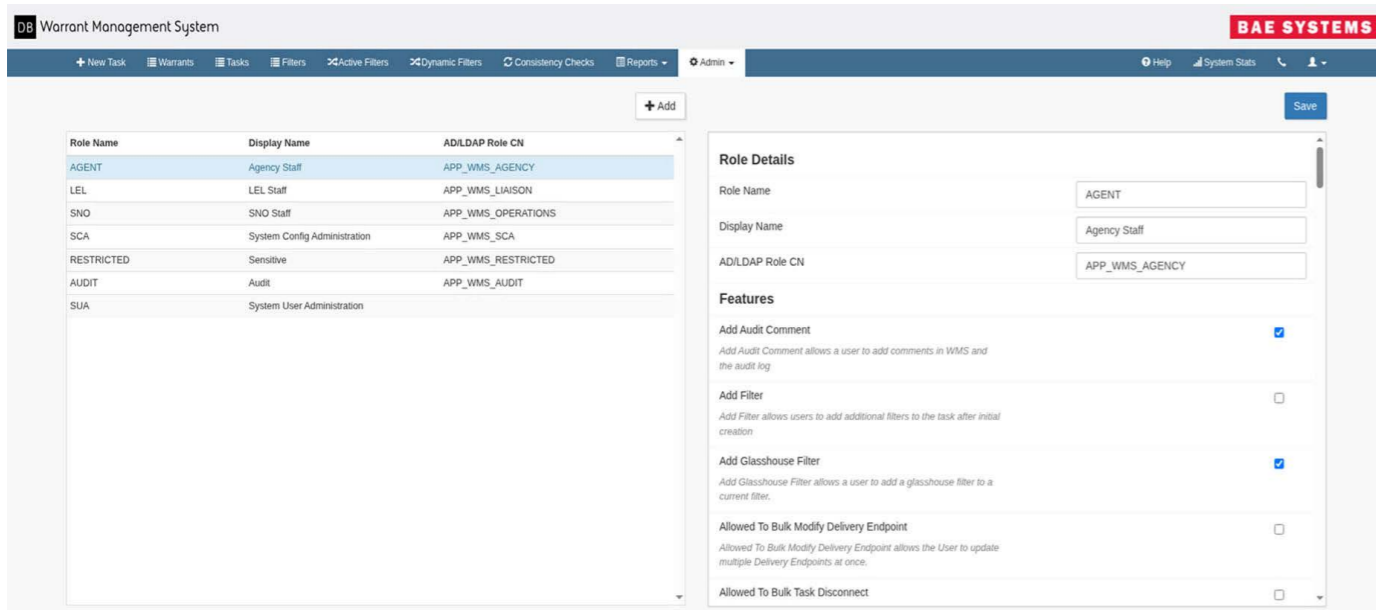 DB Warrant Management System
BAE SYSTEMS
New Task Warrants Tasks Filters Active Filters Dynamic Filters Consistency Checks Reports Admin Help System Stats
Add
Save
Role Name Display Name AD/LDAP Role CN
AGENT Agency Staff APP_WMS_AGENCY
LEL LEL Staff APP_WMS_LIAISON
SNO SNO Staff APP_WMS_OPERATIONS
SCA System Config Administration APP_WMS_SCA
RESTRICTED Sensitive APP_WMS_RESTRICTED
AUDIT Audit APP_WMS_AUDIT
SUA System User Administration
Role Details
Role Name AGENT
Display Name Agency Staff
AD/LDAP Role CN APP_WMS_AGENCY
Features
Add Audit Comment
Add Audit Comment allows a user to add comments in WMS and
the audit log
Add Filter
Add Filter allows users to add additional filters to the task after initial
creation
Add Glasshouse Filter
Add Glasshouse Filter allows a user to add a glasshouse filter to a
current filter.
Allowed To Bulk Modify Delivery Endpoint
Allowed To Bulk Modify Delivery Endpoint allows the User to update
multiple Delivery Endpoints at once.
Allowed To Bulk Task Disconnect